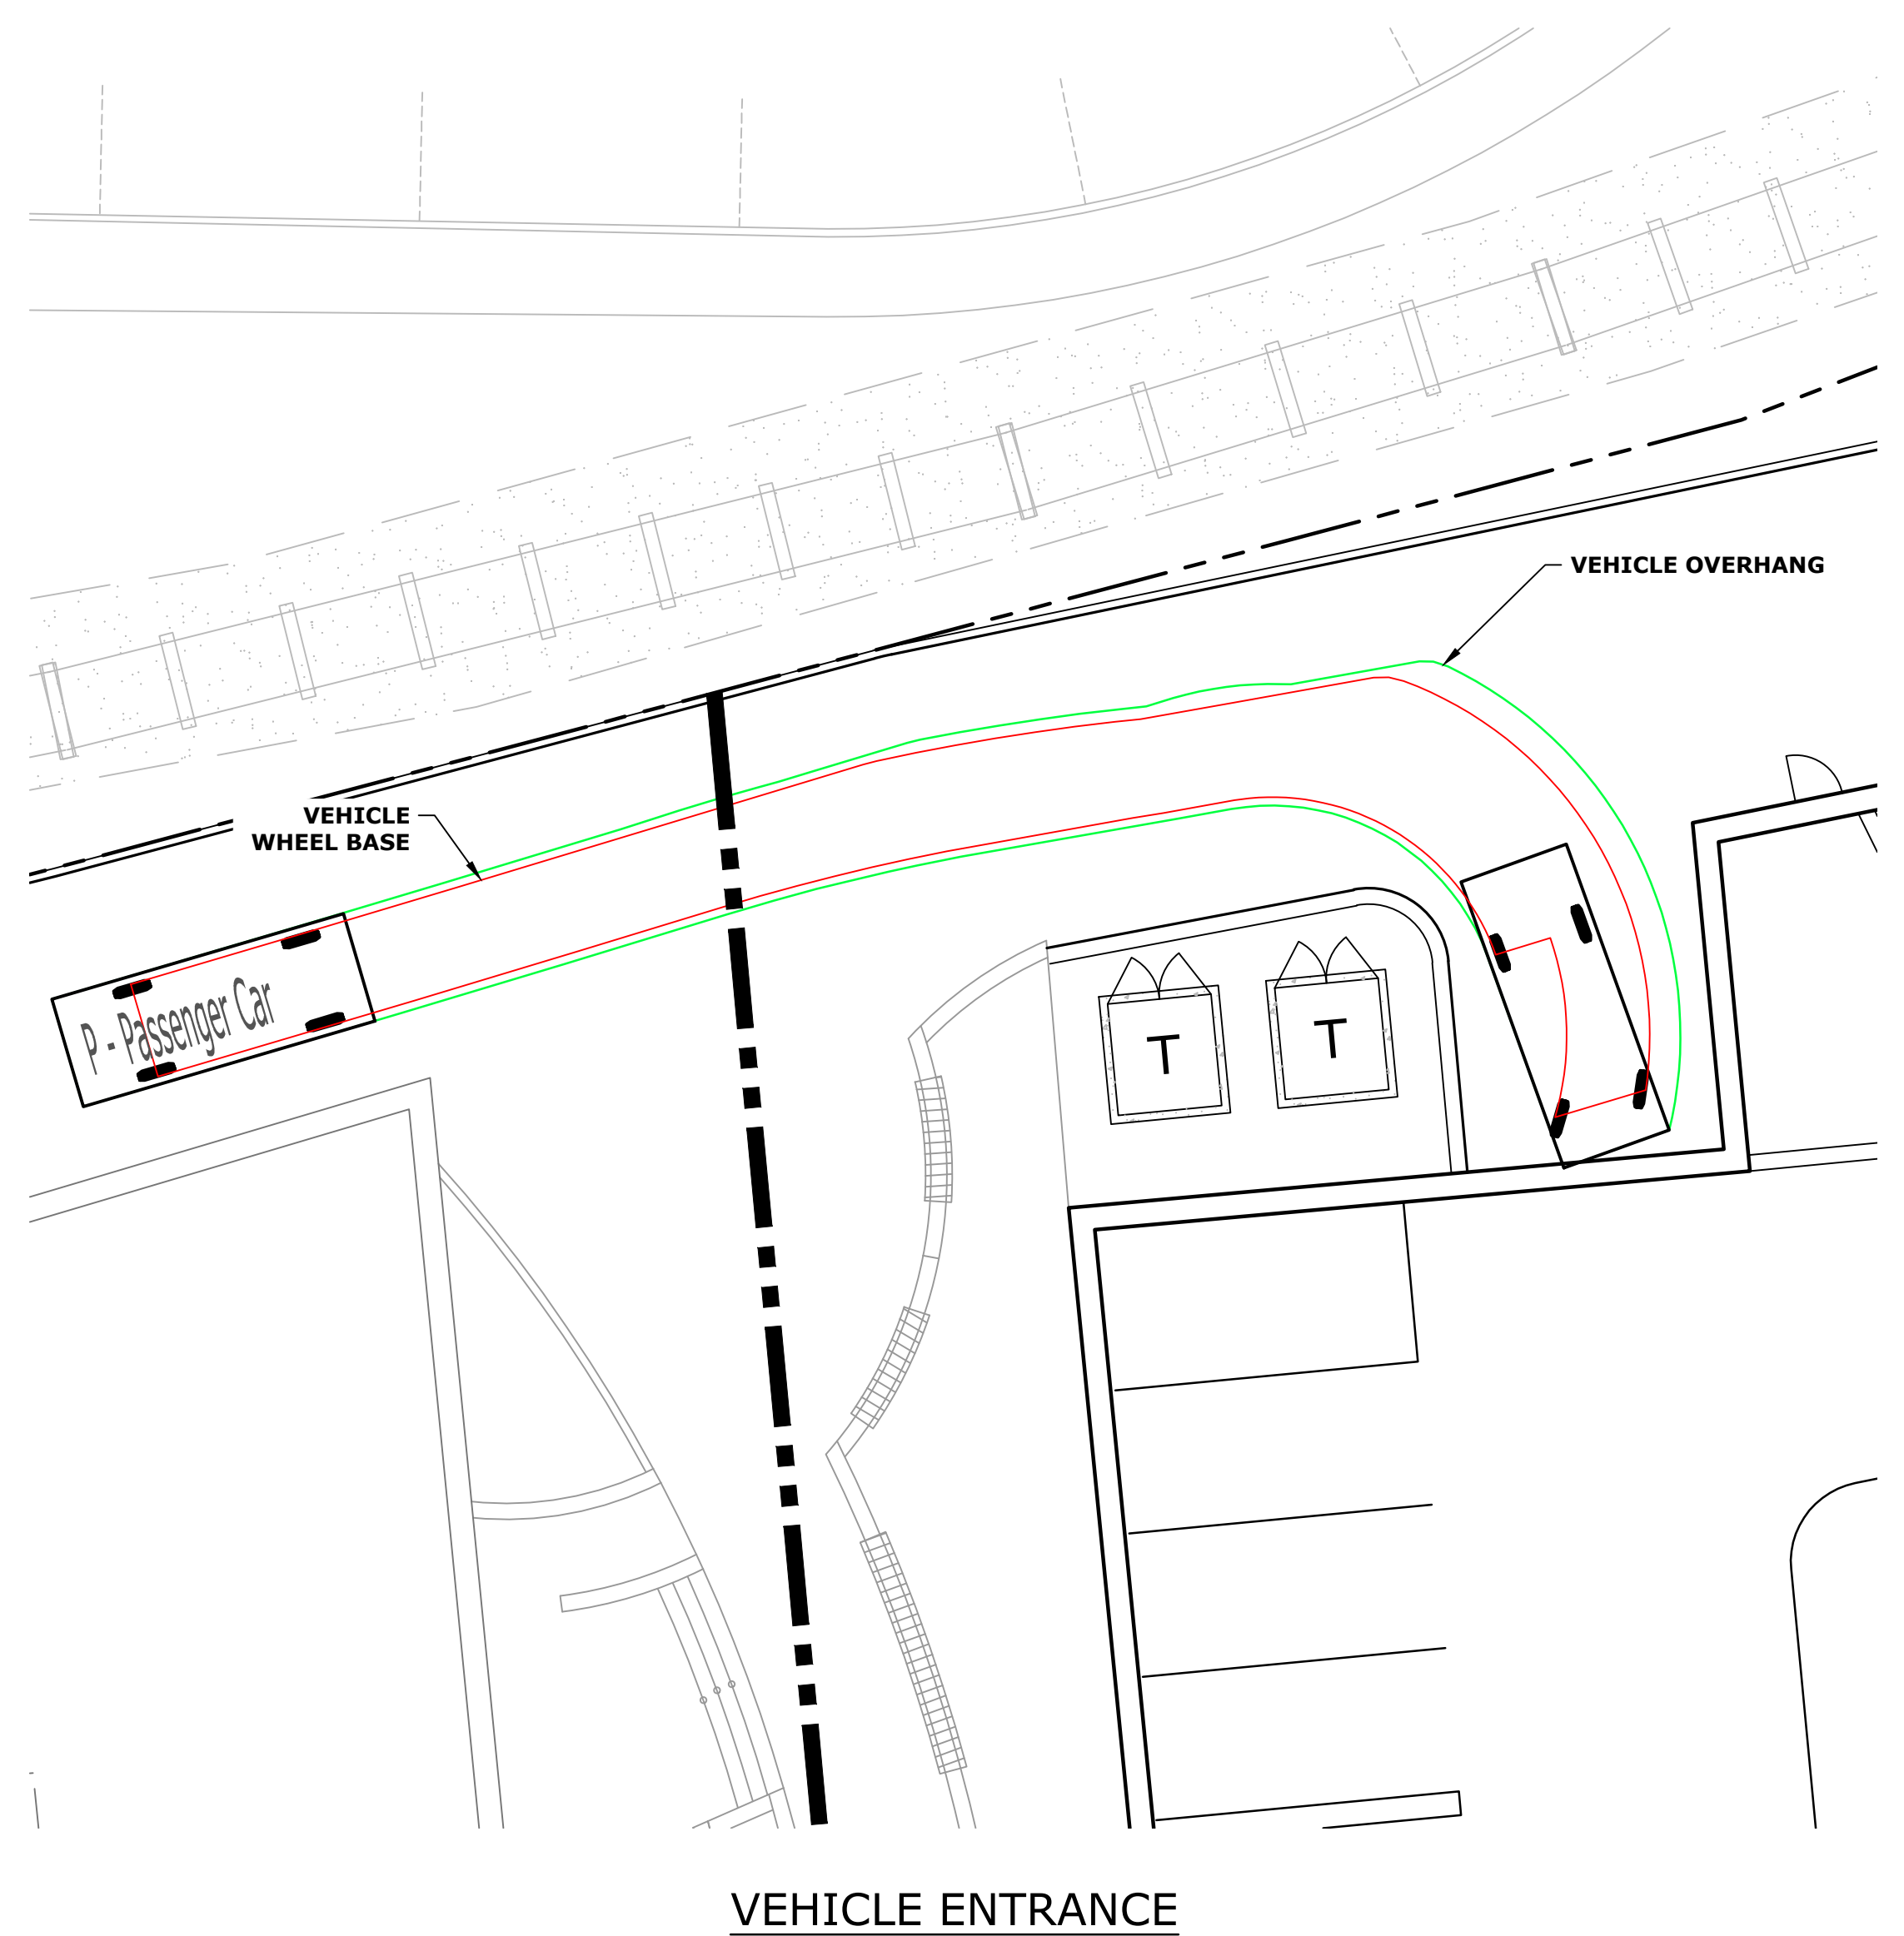 VEHICLE OVERHANG
VEHICLE
WHEEL BASE
P - Passenger Car
T
T
VEHICLE ENTRANCE